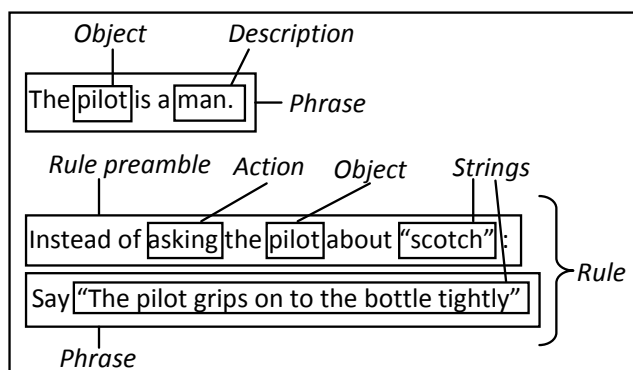 Object Description
The pilot is a man. Phrase
Rule preamble Action Object Strings
Instead of asking the pilot about “scotch” :
Rule
Say “The pilot grips on to the bottle tightly”
Phrase